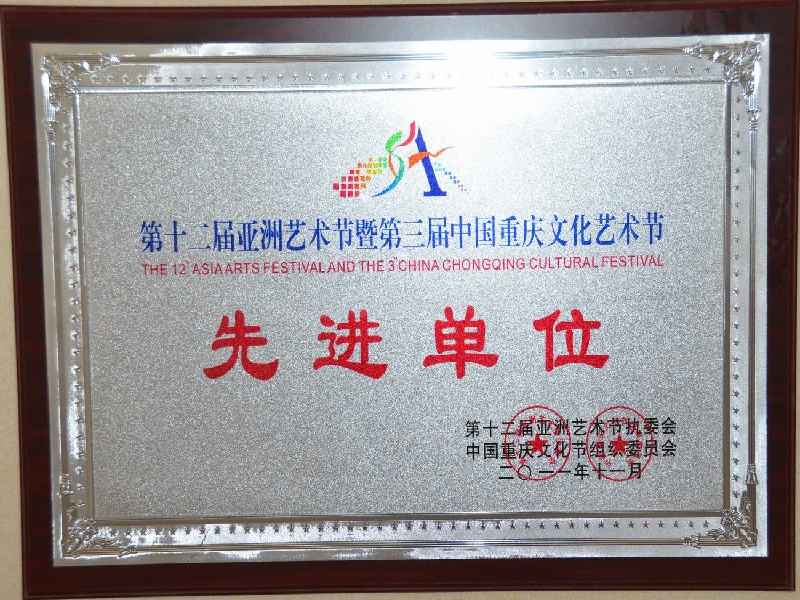 第十二届亚洲艺术节暨第三届中国重庆文化艺术节
THE 12th ASIA ARTS FESTIVAL AND THE 3rd CHINA CHONGQING CULTURAL FESTIVAL
先进单位
第十二届亚洲艺术节执委会
中国重庆文化节组织委员会
二〇一一年十一月